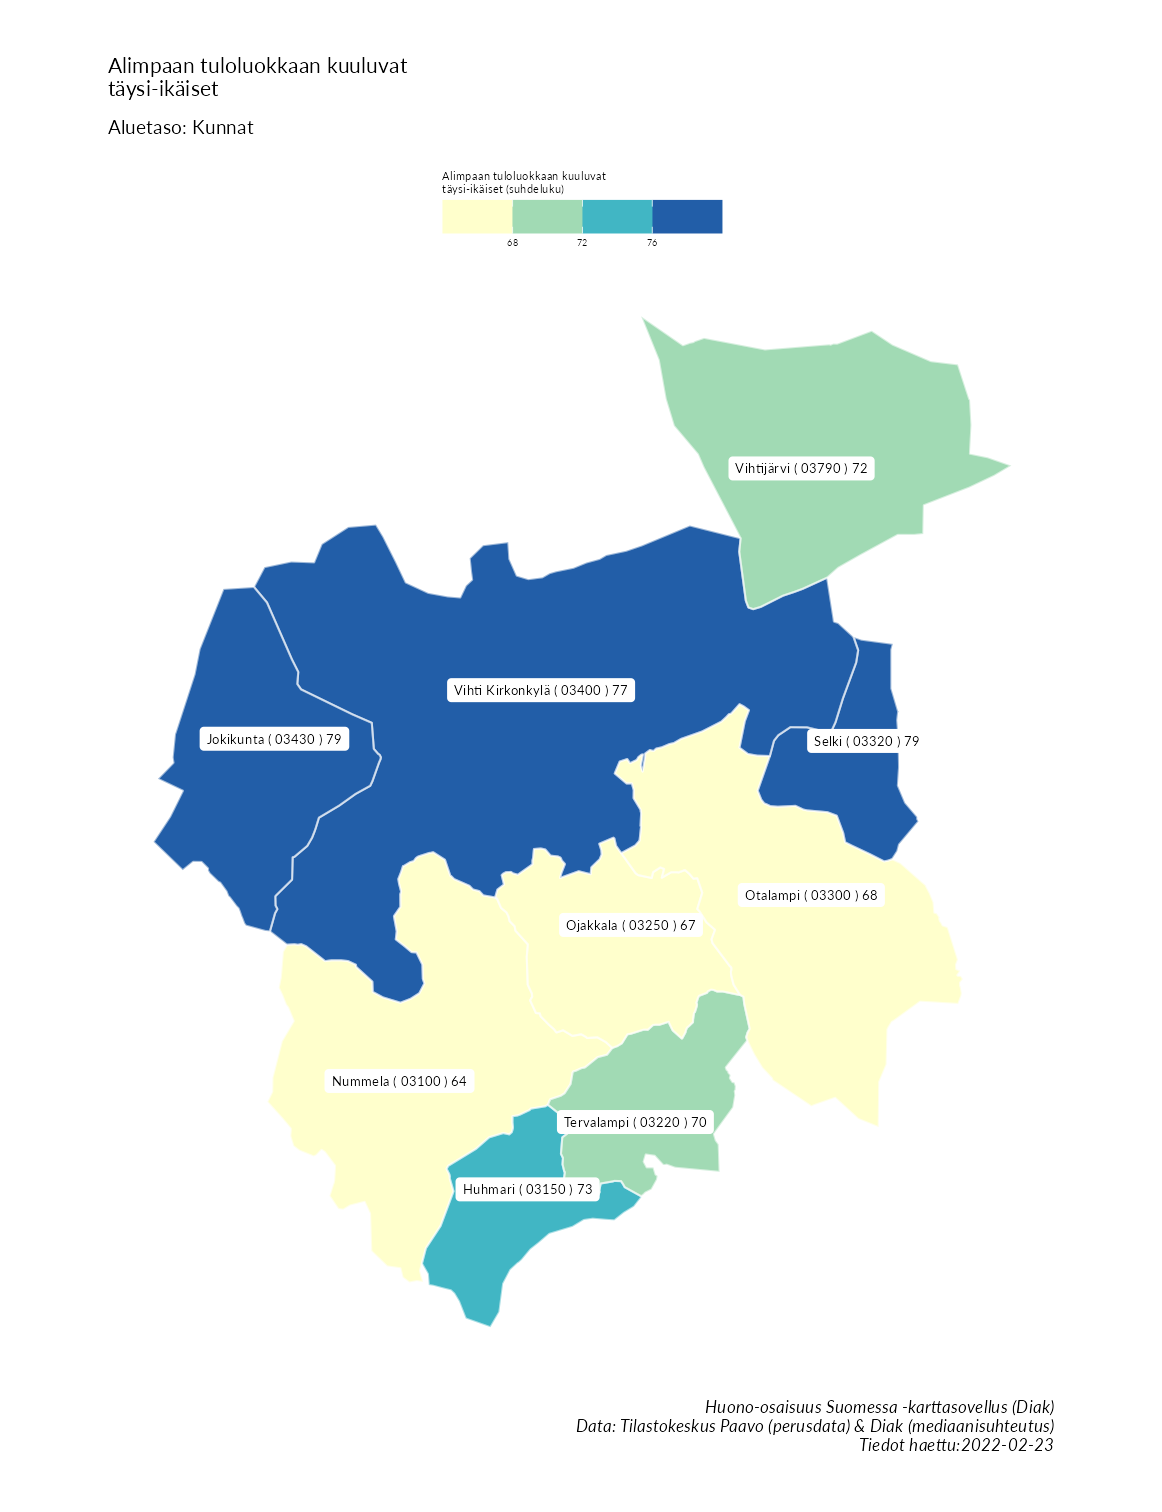 Alimpaan tuloluokkaan kuuluvat
täysi-ikäiset
Aluetaso: Kunnat
Alimpaan tuloluokkaan kuuluvat
täysi-ikäiset (suhdeluku)
68 72 76
Vihtijärvi ( 03790 ) 72
Vihti Kirkonkylä ( 03400 ) 77
Jokikunta ( 03430 ) 79
Selki ( 03320 ) 79
Otalampi ( 03300 ) 68
Ojakkala ( 03250 ) 67
Nummela ( 03100 ) 64
Tervalampi ( 03220 ) 70
Huhmari ( 03150 ) 73
Huono-osaisuus Suomessa -karttasovellus (Diak)
Data: Tilastokeskus Paavo (perusdata) & Diak (mediaanisuhteutus)
Tiedot haettu:2022-02-23